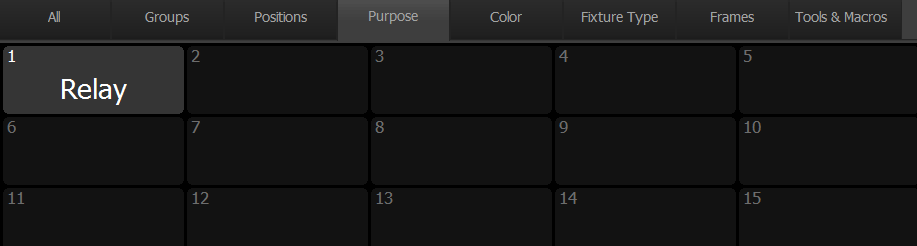 All Groups Positions Purpose Color Fixture Type Frames Tools & Macros
1 2 3 4 5
Relay
6 7 8 9 10
11 12 13 14 15